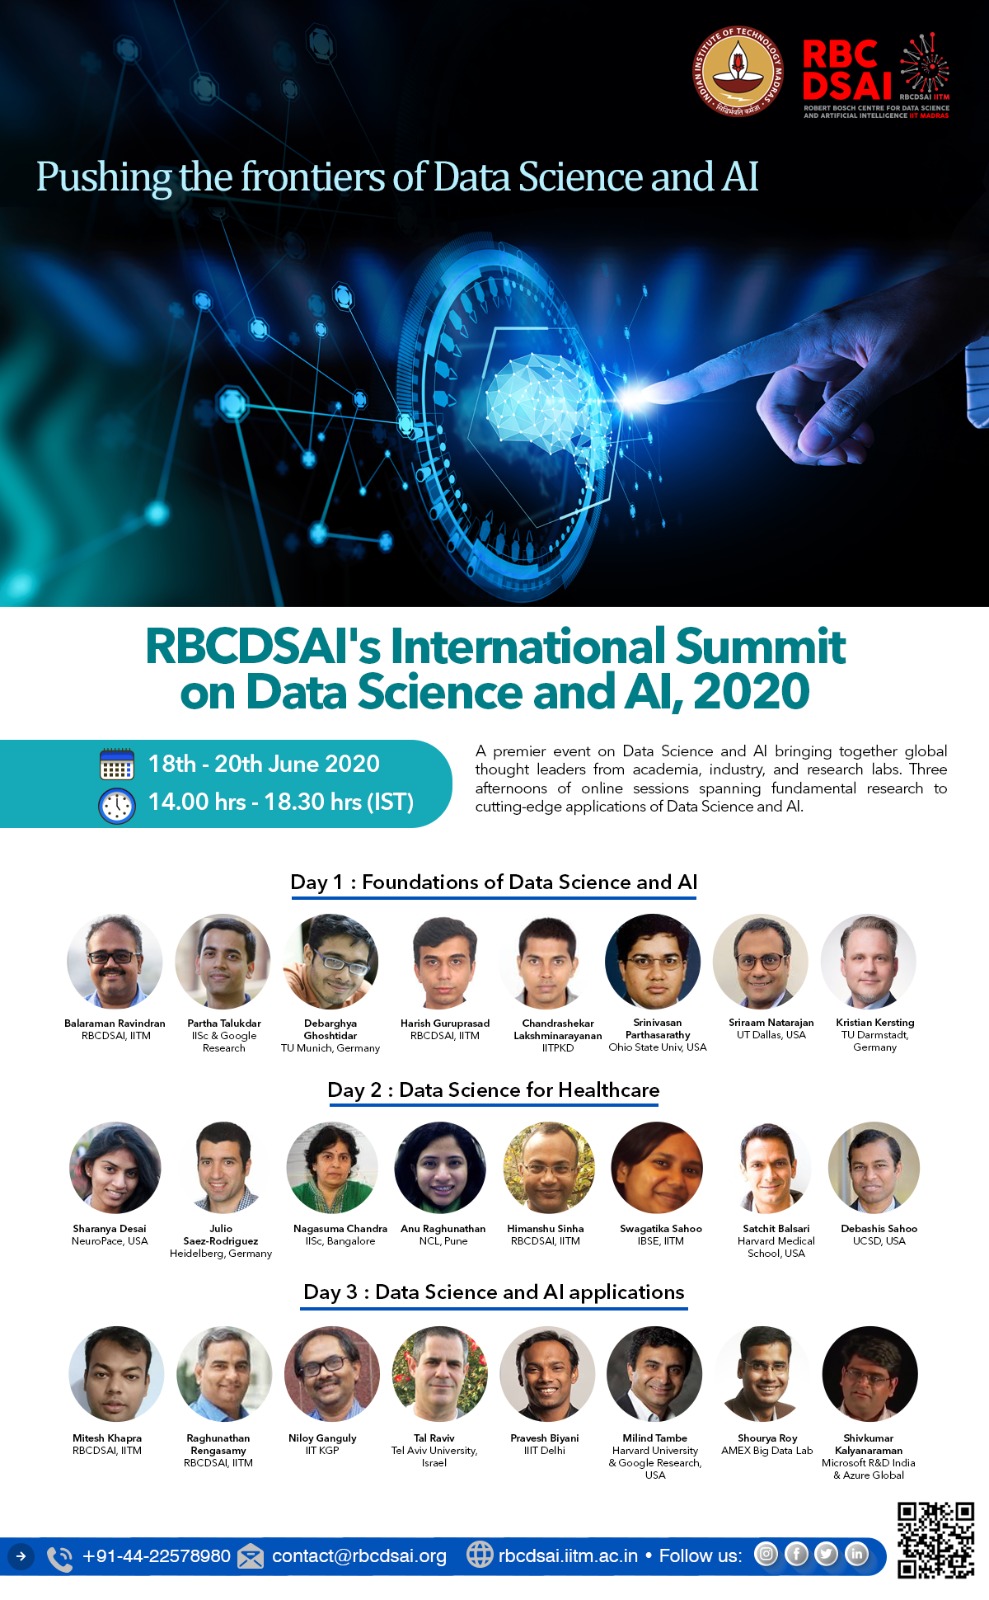 INDIAN INSTITUTE OF TECHNOLOGY MADRAS
सिद्धिर्भवति कर्मजा
RBC
DSAI
RBCDSAI IITM
ROBERT BOSCH CENTRE FOR DATA SCIENCE
AND ARTIFICIAL INTELLIGENCE IIT MADRAS
Pushing the frontiers of Data Science and AI
RBCDSAI's International Summit
on Data Science and AI, 2020
18th - 20th June 2020
14.00 hrs - 18.30 hrs (IST)
A premier event on Data Science and AI bringing together global
thought leaders from academia, industry, and research labs. Three
afternoons of online sessions spanning fundamental research to
cutting-edge applications of Data Science and AI.
Day 1 : Foundations of Data Science and AI
Balaraman Ravindran
RBCDSAI, IITM
Partha Talukdar
IISc & Google
Research
Debarghya
Ghoshtidar
TU Munich, Germany
Harish Guruprasad
RBCDSAI, IITM
Chandrashekar
Lakshminarayanan
IITPKD
Srinivasan
Parthasarathy
Ohio State Univ, USA
Sriraam Natarajan
UT Dallas, USA
Kristian Kersting
TU Darmstadt,
Germany
Day 2 : Data Science for Healthcare
Sharanya Desai
NeuroPace, USA
Julio
Saez-Rodriguez
Heidelberg, Germany
Nagasuma Chandra
IISc, Bangalore
Anu Raghunathan
NCL, Pune
Himanshu Sinha
RBCDSAI, IITM
Swagatika Sahoo
IBSE, IITM
Satchit Balsari
Harvard Medical
School, USA
Debashis Sahoo
UCSD, USA
Day 3 : Data Science and AI applications
Mitesh Khapra
RBCDSAI, IITM
Raghunathan
Rengasamy
RBCDSAI, IITM
Niloy Ganguly
IIT KGP
Tal Raviv
Tel Aviv University,
Israel
Pravesh Biyani
IIIT Delhi
Milind Tambe
Harvard University
& Google Research,
USA
Shourya Roy
AMEX Big Data Lab
Shivkumar
Kalyanaraman
Microsoft R&D India
& Azure Global
+91-44-22578980 contact@rbcdsai.org rbcdsai.iitm.ac.in • Follow us: